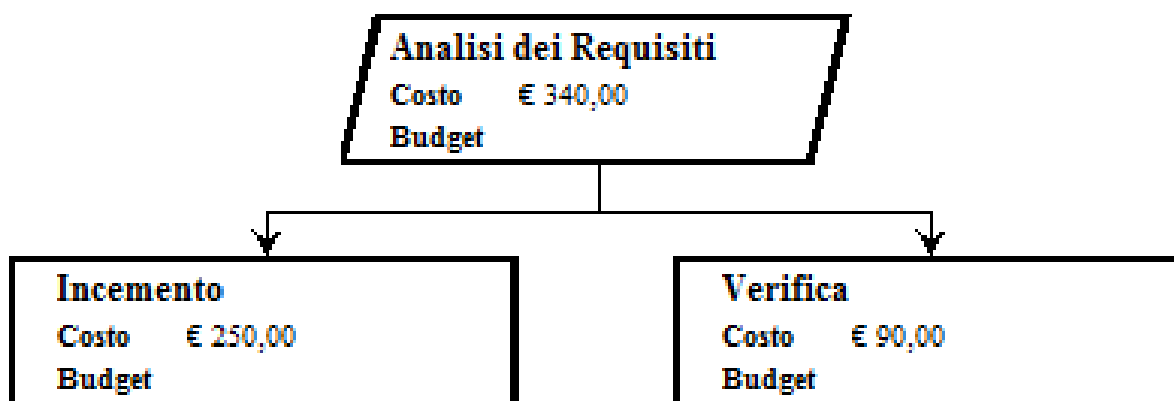 Analisi dei Requisiti
Costo € 340,00
Budget
Incemento
Costo € 250,00
Budget
Verifica
Costo € 90,00
Budget